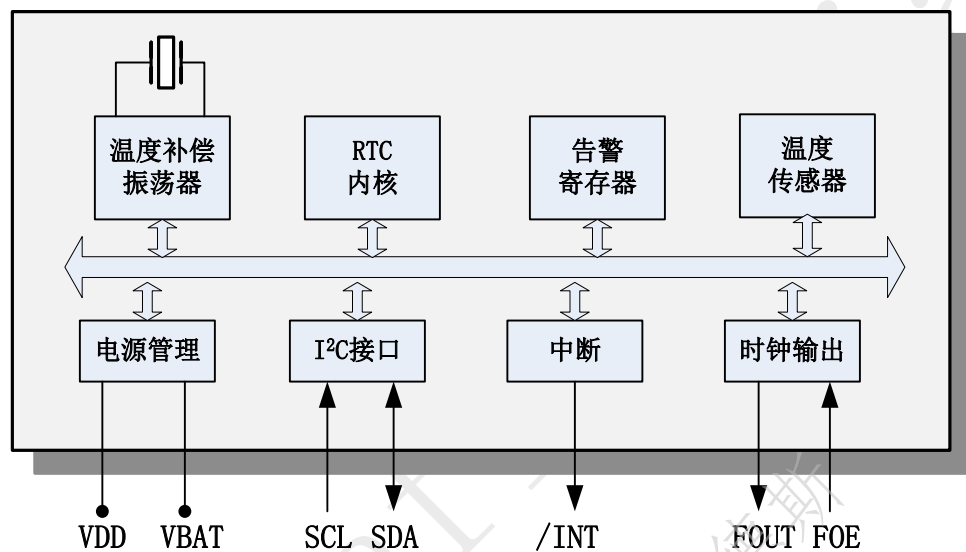 温度补偿
振荡器
RTC
内核
告警
寄存器
温度
传感器
电源管理
I²C接口
中断
时钟输出
VDD
VBAT
SCL
SDA
/INT
FOUT
FOE